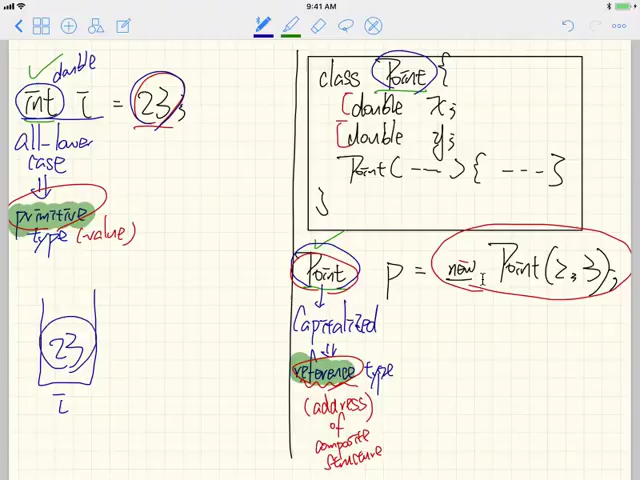 9:41 AM
double
int i = 23;
all-lower
case
primitive
type (value)
23
i
class Point {
double x;
double y;
Point( ---- ) { --- }
}
Point p = new Point(2, 3);
Capitalized
reference type
(address)
of
composite
structure